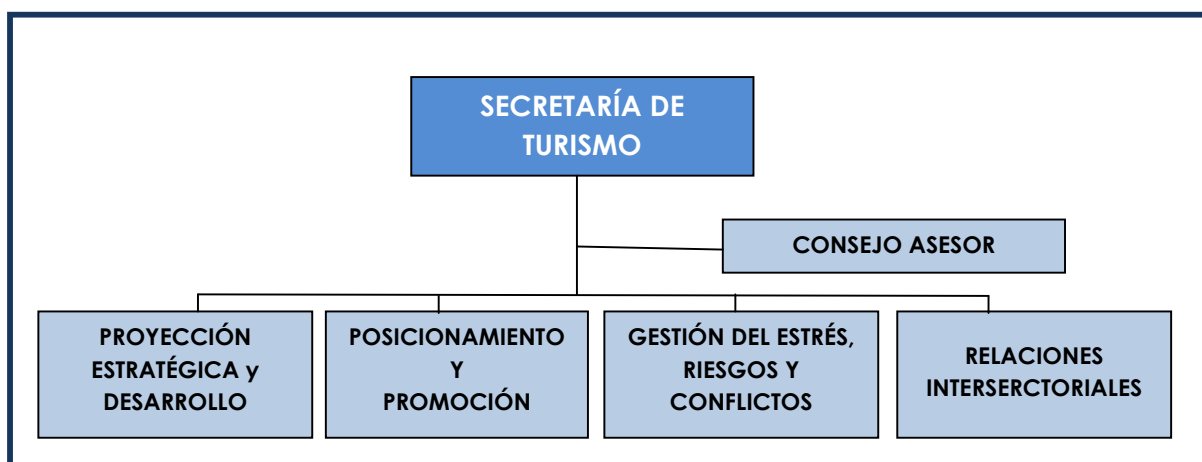 SECRETARÍA DE
TURISMO
CONSEJO ASESOR
PROYECCIÓN
ESTRATÉGICA y
DESARROLLO
POSICIONAMIENTO
Y
PROMOCIÓN
GESTIÓN DEL ESTRÉS,
RIESGOS Y
CONFLICTOS
RELACIONES
INTERSERCTORIALES